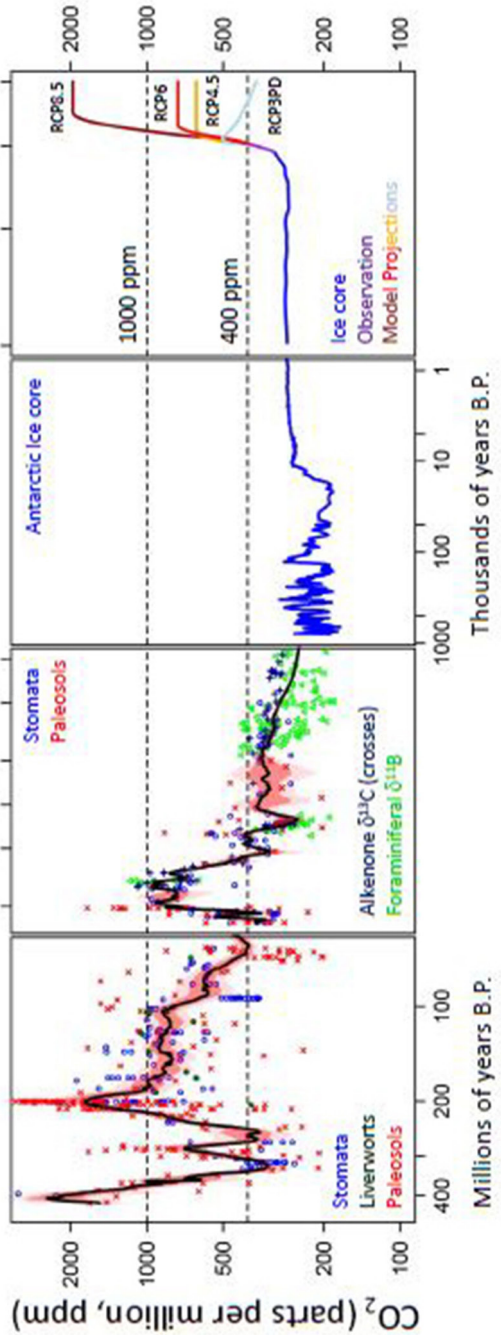 CO₂ (parts per million, ppm)
2000
1000
500
200
100
Stomata
Liverworts
Paleosols
400
200
100
Millions of years B.P.
Stomata
Paleosols
Alkenone δ¹³C (crosses)
Foraminiferal δ¹¹B
Antarctic Ice core
1000
100
10
1
Thousands of years B.P.
1000 ppm
400 ppm
RCP8.5
RCP6
RCP4.5
RCP3PD
Ice core
Observation
Model Projections
2000
1000
500
200
100